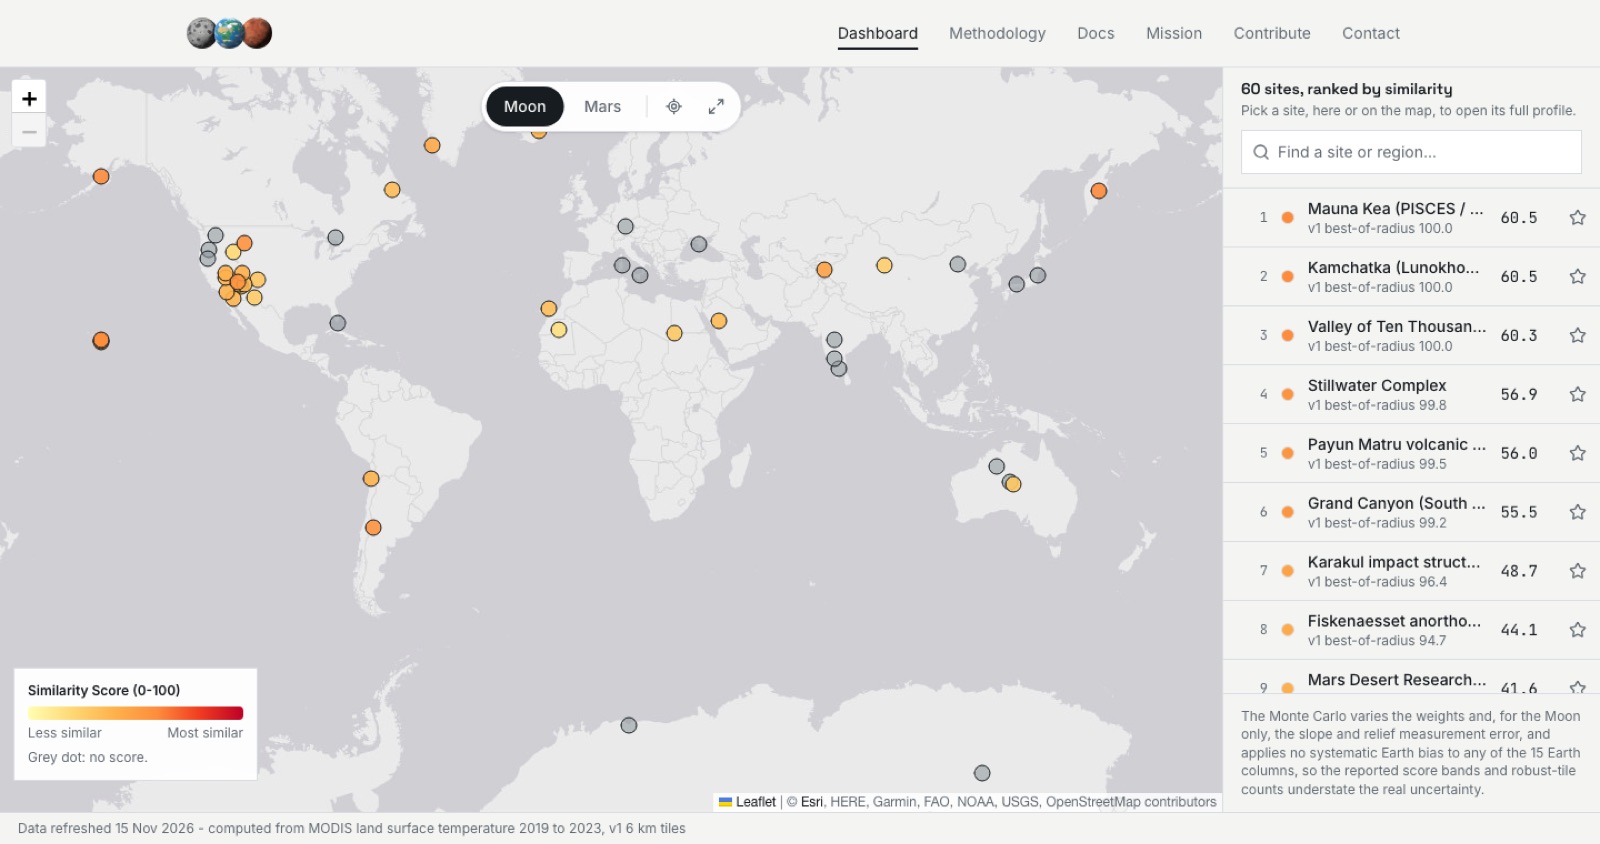 Dashboard
Methodology
Docs
Mission
Contribute
Contact
+
−
Moon
Mars
60 sites, ranked by similarity
Pick a site, here or on the map, to open its full profile.
Find a site or region...
1 Mauna Kea (PISCES / ... 60.5
v1 best-of-radius 100.0
2 Kamchatka (Lunokho... 60.5
v1 best-of-radius 100.0
3 Valley of Ten Thousan... 60.3
v1 best-of-radius 100.0
4 Stillwater Complex 56.9
v1 best-of-radius 99.8
5 Payun Matru volcanic ... 56.0
v1 best-of-radius 99.5
6 Grand Canyon (South ... 55.5
v1 best-of-radius 99.2
7 Karakul impact struct... 48.7
v1 best-of-radius 96.4
8 Fiskenaesset anortho... 44.1
v1 best-of-radius 94.7
9 Mars Desert Research... 41.6
The Monte Carlo varies the weights and, for the Moon
only, the slope and relief measurement error, and
applies no systematic Earth bias to any of the 15 Earth
columns, so the reported score bands and robust-tile
counts understate the real uncertainty.
Similarity Score (0-100)
Less similar Most similar
Grey dot: no score.
Leaflet | © Esri, HERE, Garmin, FAO, NOAA, USGS, OpenStreetMap contributors
Data refreshed 15 Nov 2026 - computed from MODIS land surface temperature 2019 to 2023, v1 6 km tiles